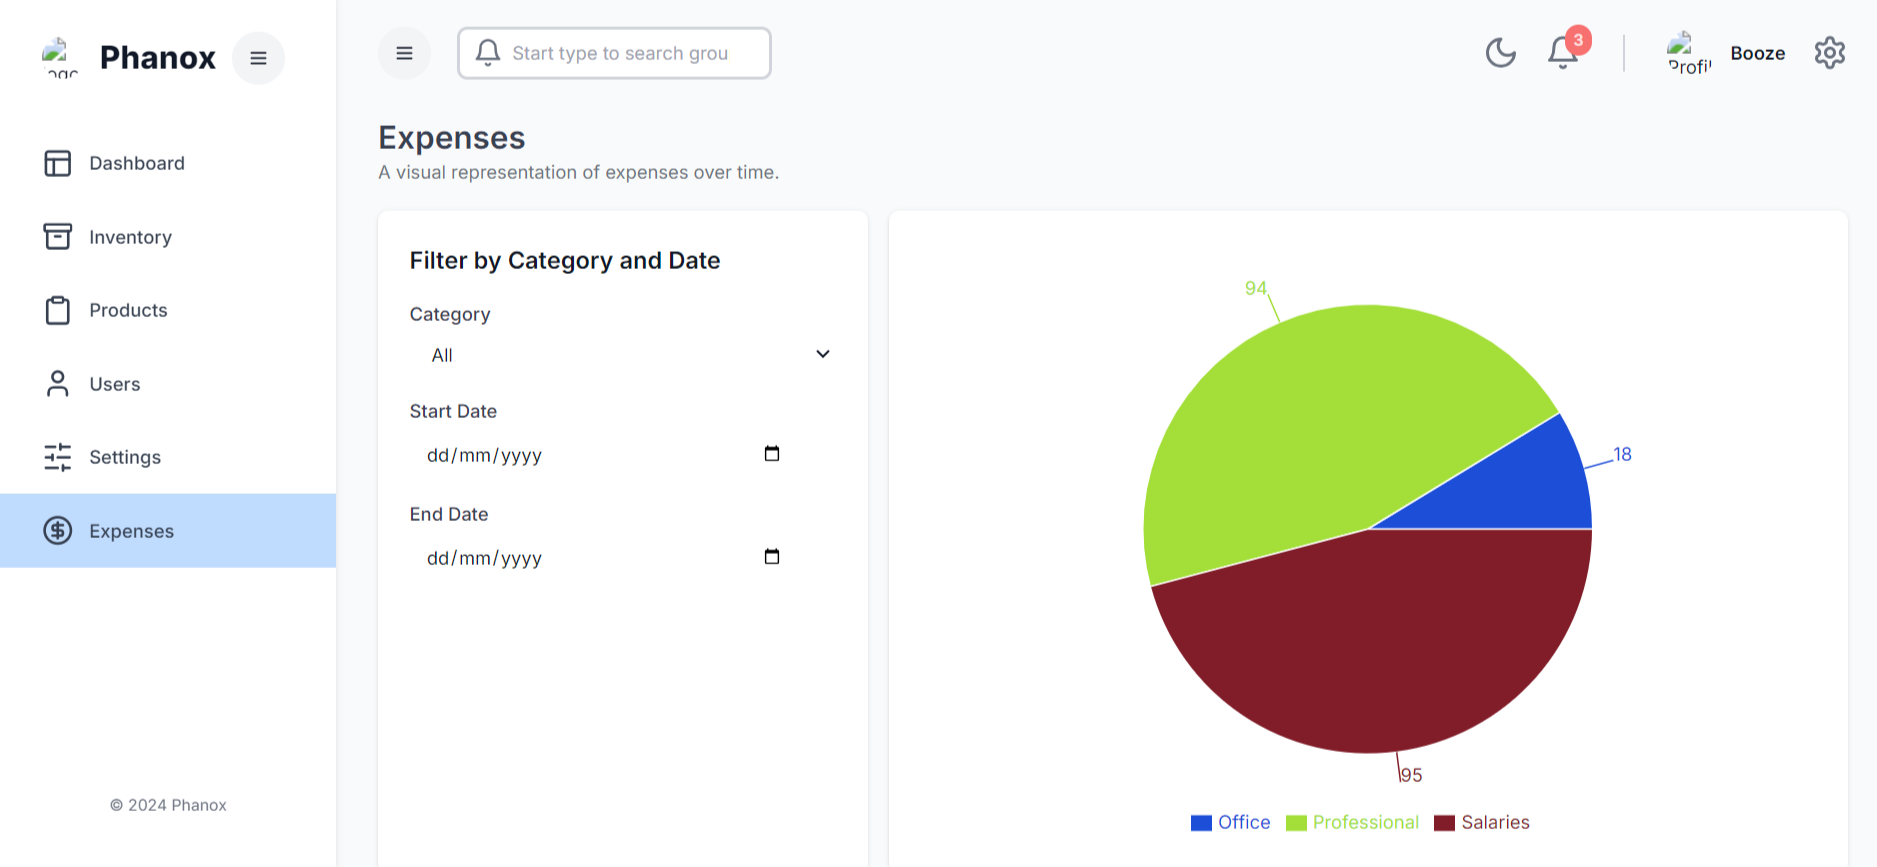 Phanox
Dashboard
Inventory
Products
Users
Settings
Expenses
© 2024 Phanox
Start type to search grou
3
Booze
Expenses
A visual representation of expenses over time.
Filter by Category and Date
Category
All
Start Date
dd/mm/yyyy
End Date
dd/mm/yyyy
94
18
95
Office Professional Salaries